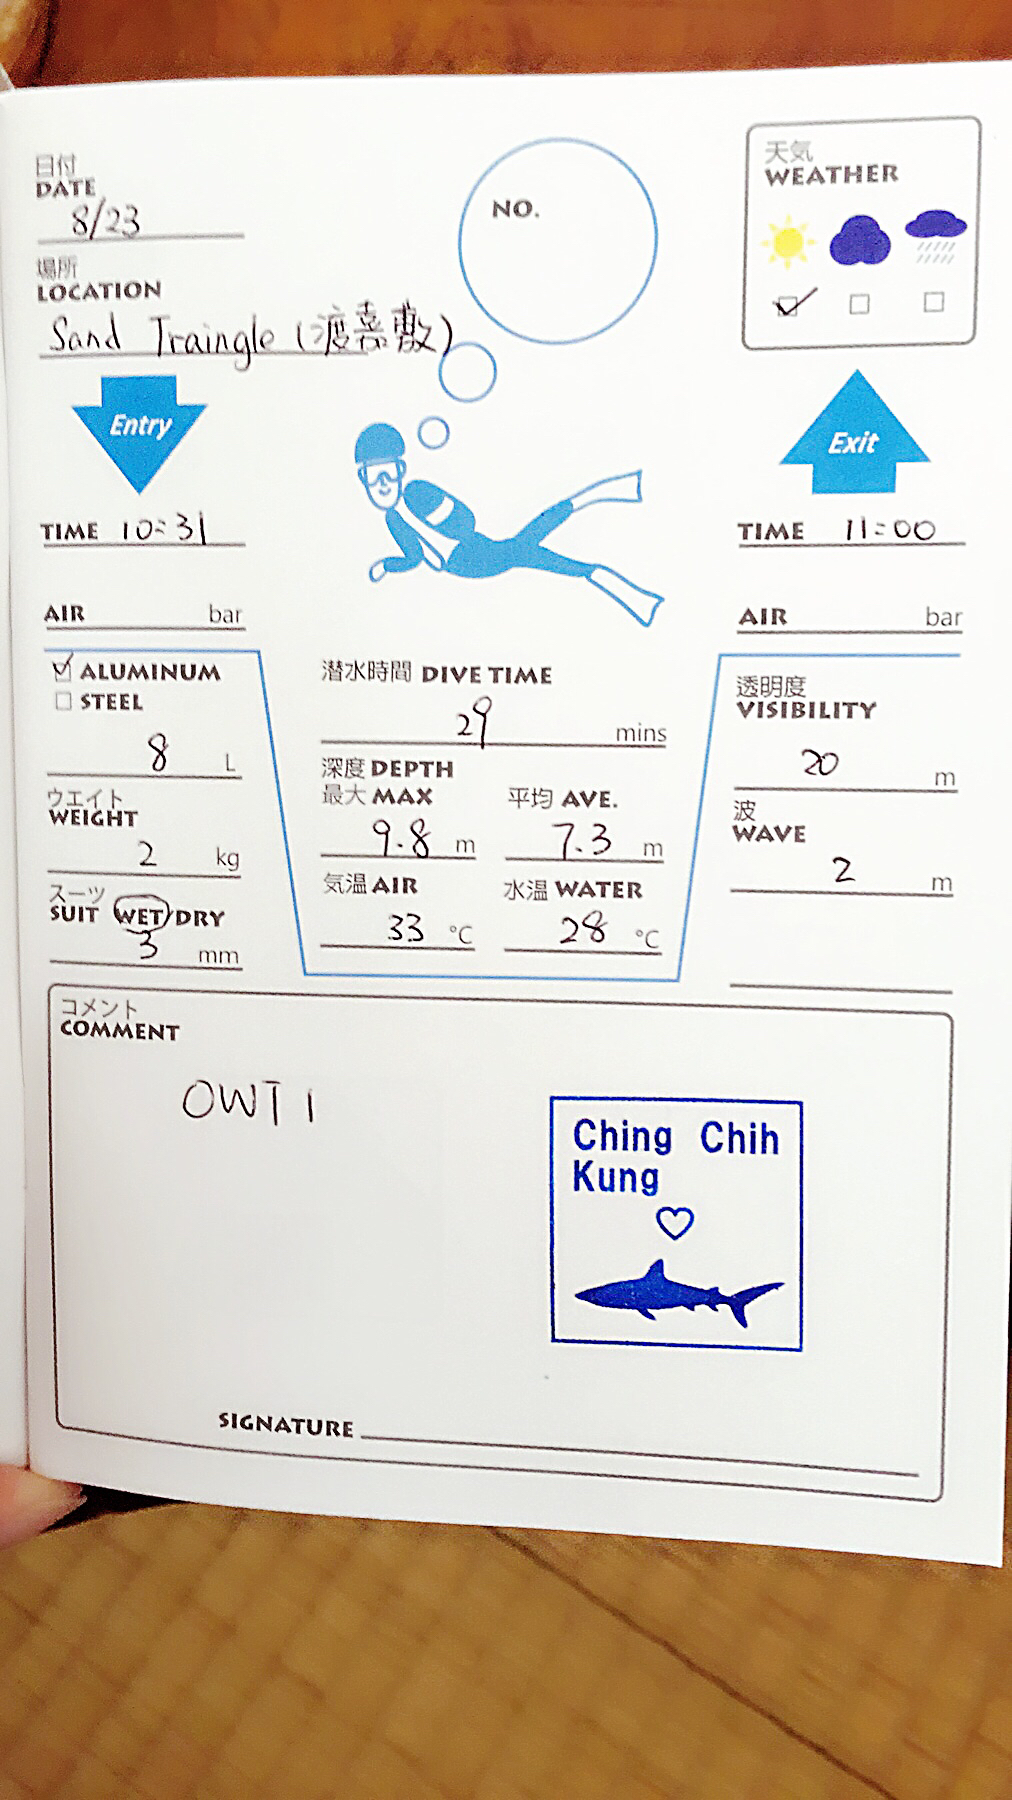 日付
DATE
8/23
場所
LOCATION
Sand Traingle (渡嘉敷)
NO.
天気
WEATHER
Entry
Exit
TIME 10:31
TIME 11:00
AIR bar
AIR bar
ALUMINUM
STEEL
8 L
ウエイト
WEIGHT
2 kg
スーツ
SUIT WET/DRY
3 mm
潜水時間 DIVE TIME
29 mins
深度 DEPTH
最大 MAX
平均 AVE.
9.8 m
7.3 m
気温 AIR
水温 WATER
33 °C
28 °C
透明度
VISIBILITY
20 m
波
WAVE
2 m
コメント
COMMENT
OWT 1
Ching Chih
Kung
SIGNATURE